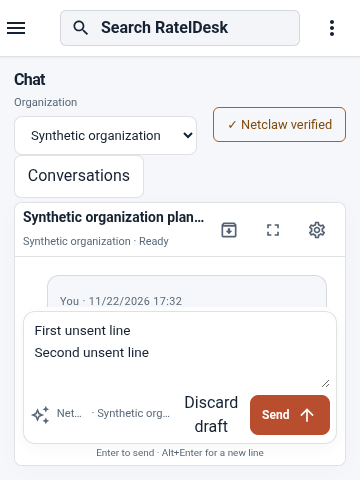 Search RatelDesk
Chat
Organization
Synthetic organization
✓ Netclaw verified
Conversations
Synthetic organization plan…
Synthetic organization · Ready
You · 11/22/2026 17:32
First unsent line
Second unsent line
Net… · Synthetic org…
Discard draft
Send
Enter to send · Alt+Enter for a new line